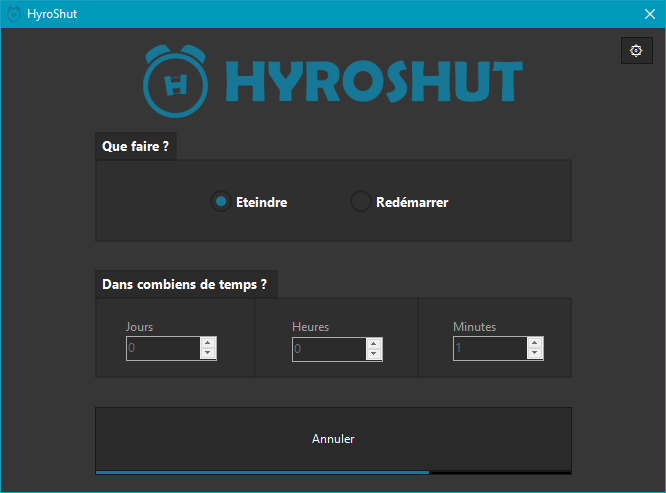 HyroShut
HYROSHUT
Que faire ?
Eteindre
Redémarrer
Dans combiens de temps ?
Jours
Heures
Minutes
0
0
1
Annuler